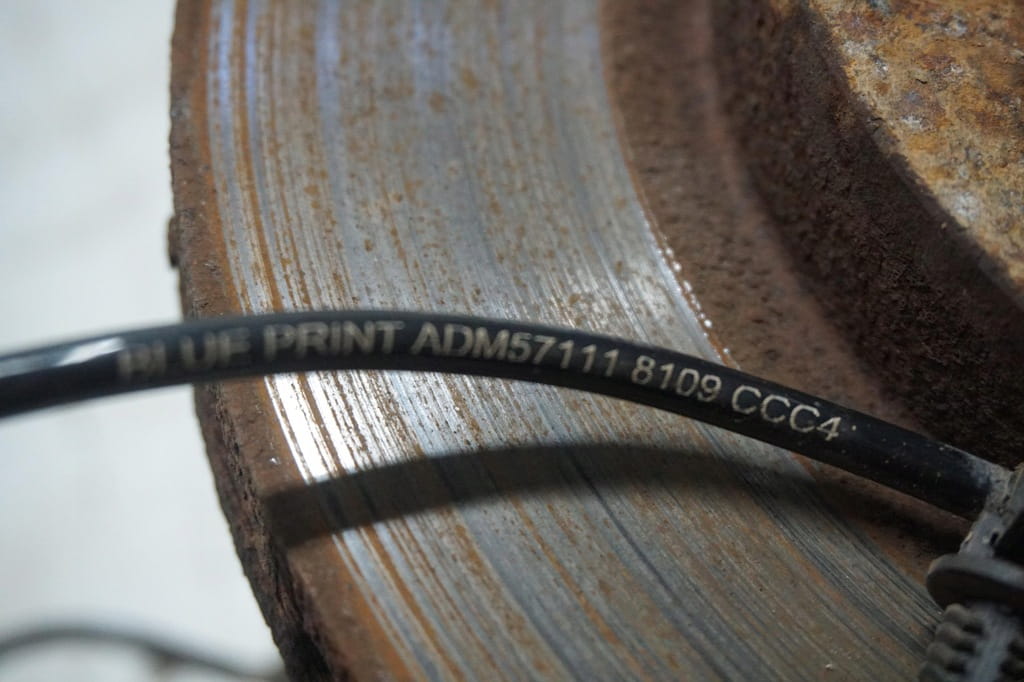 BLUE PRINT ADM57111 8109 CCC4